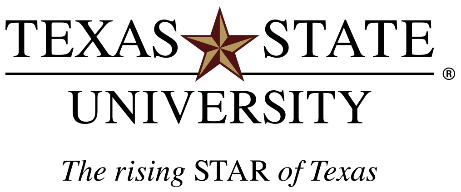 TEXAS STATE
UNIVERSITY ®
The rising STAR of Texas